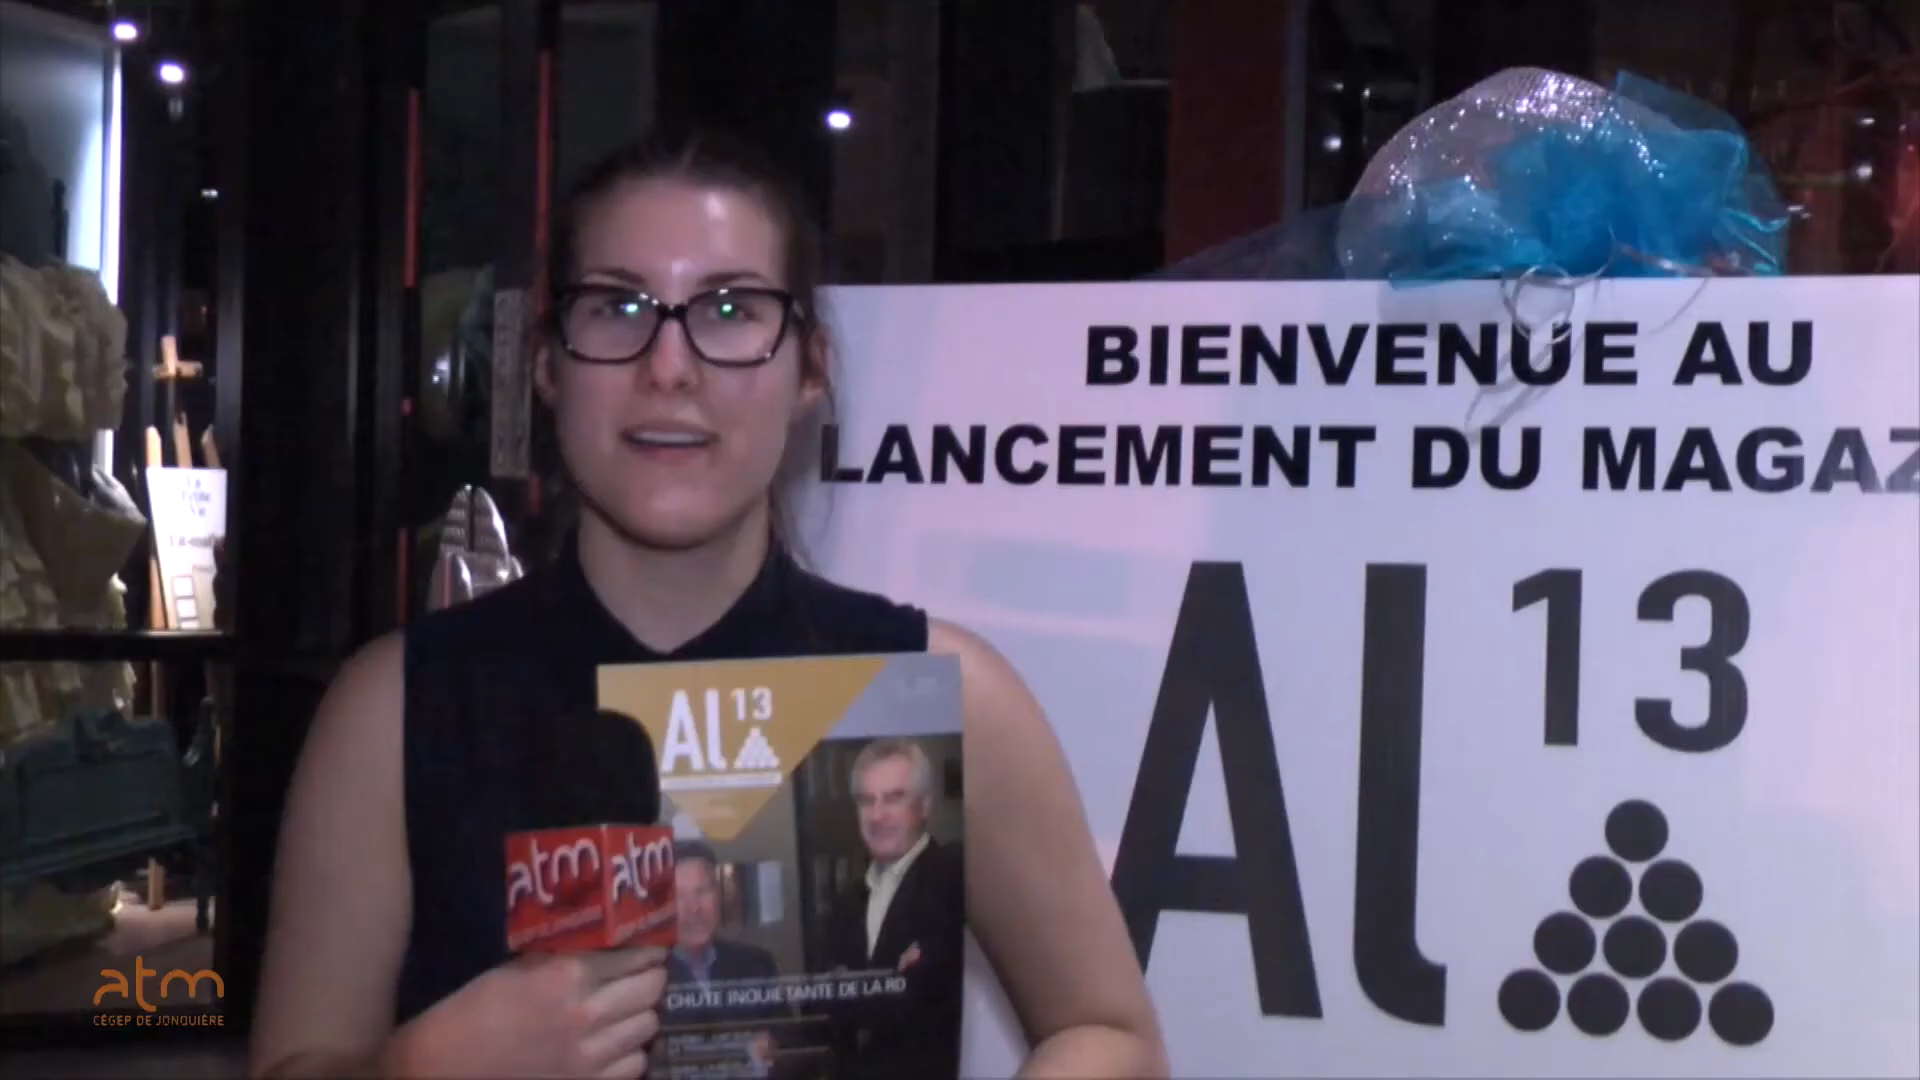 BIENVENUE AU
LANCEMENT DU MAGAZ
Al 13
Al 13
CHUTE INQUIÉTANTE DE LA RD
atm atm
atm
CÉGEP DE JONQUIÈRE